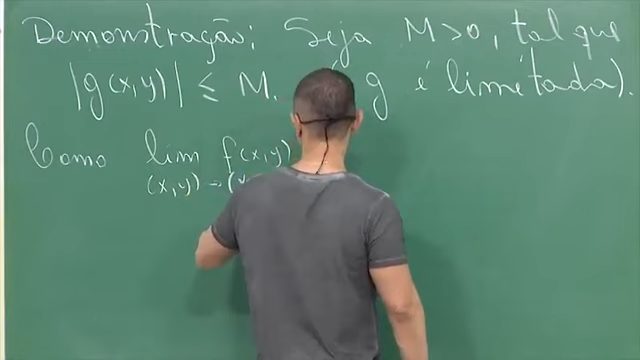 Demonstração: Seja M>0, tal que
|g(x,y)| ≤ M. g é limitada).
Como lim f(x,y)
(x,y)→(x